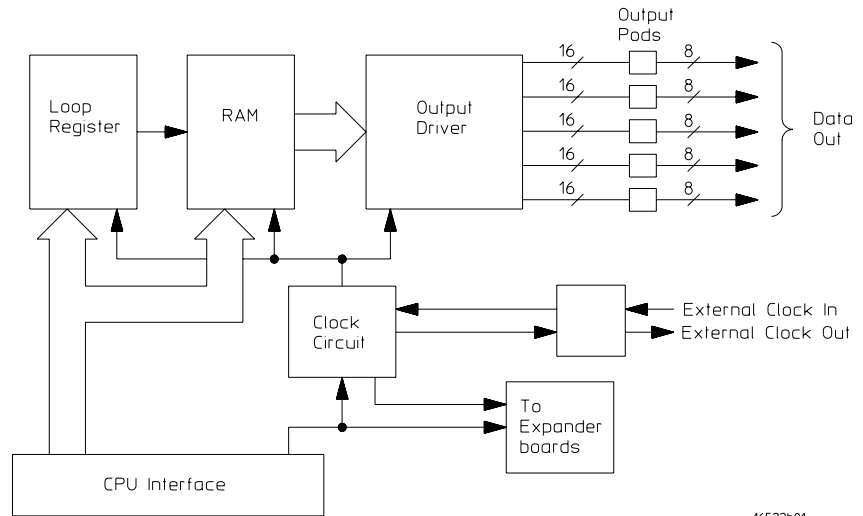 Output
Pods
16 8
16 8
16 8
16 8
16 8
Data
Out
Loop
Register
RAM
Output
Driver
Clock
Circuit
External Clock In
External Clock Out
To
Expander
boards
CPU Interface